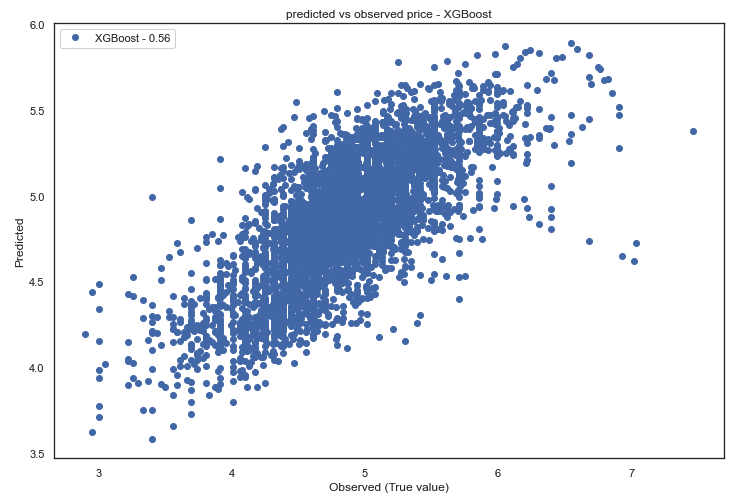 predicted vs observed price - XGBoost
XGBoost - 0.56
6.0
5.5
5.0
4.5
4.0
3.5
Predicted
3
4
5
6
7
Observed (True value)